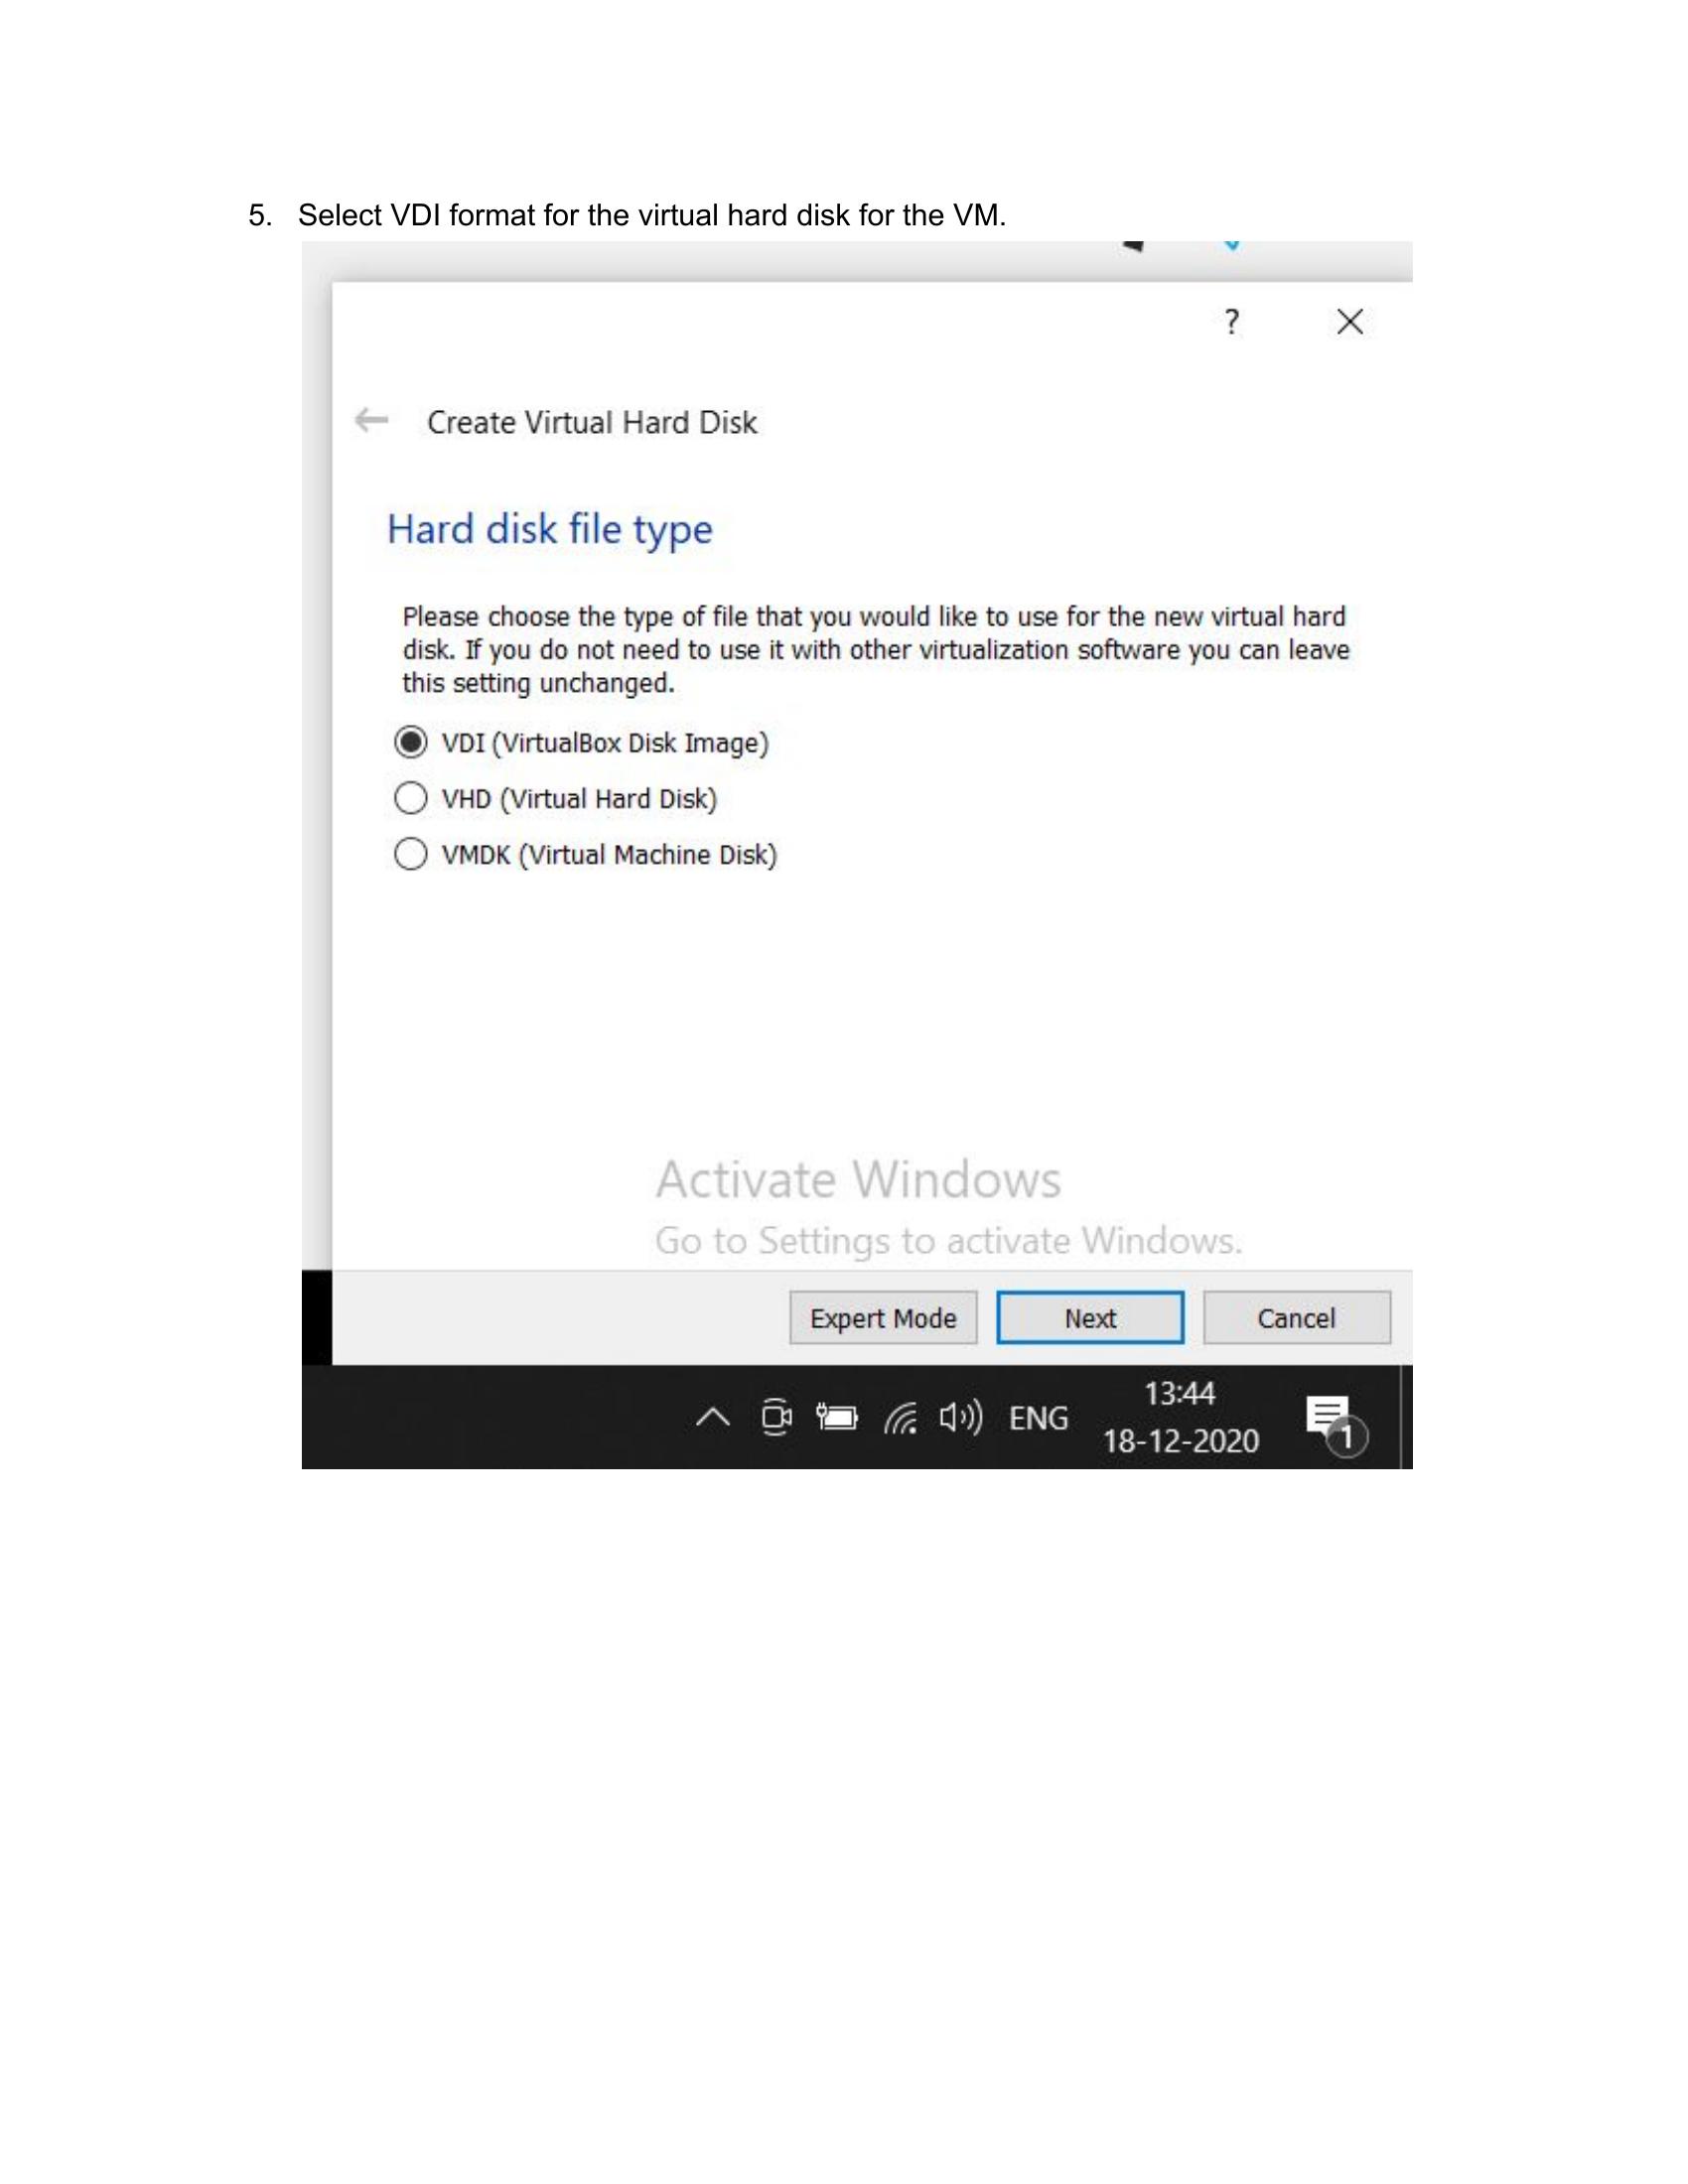 5. Select VDI format for the virtual hard disk for the VM.
?
Create Virtual Hard Disk
Hard disk file type
Please choose the type of file that you would like to use for the new virtual hard
disk. If you do not need to use it with other virtualization software you can leave
this setting unchanged.
VDI (VirtualBox Disk Image)
VHD (Virtual Hard Disk)
VMDK (Virtual Machine Disk)
Activate Windows
Go to Settings to activate Windows.
Expert Mode Next Cancel
13:44
ENG
18-12-2020
1